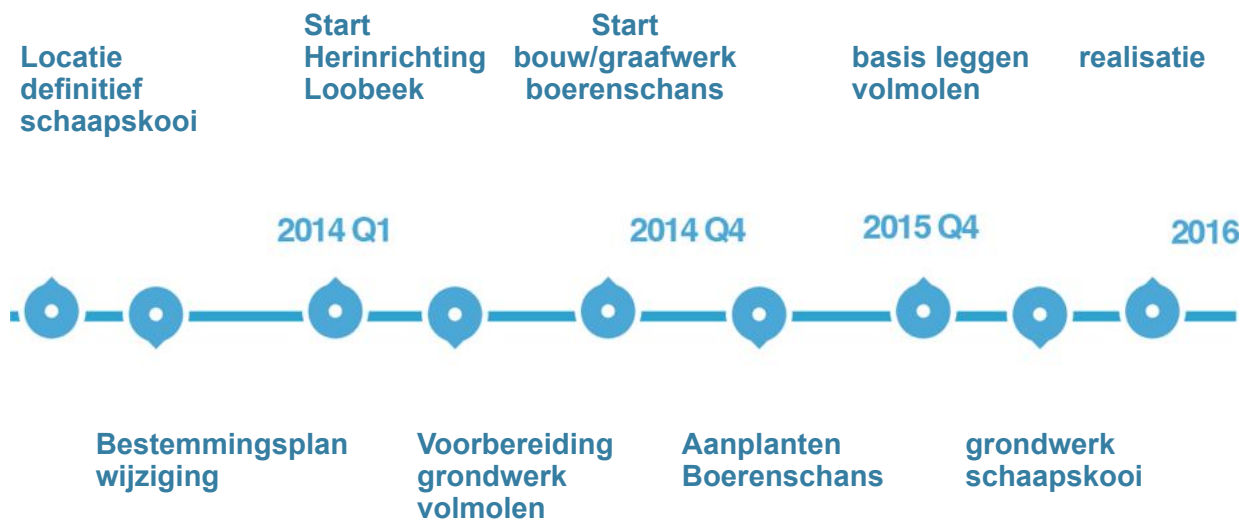 Locatie
definitief
schaapskooi
Start
Herinrichting
Loobeek
Start
bouw/graafwerk
boerenschans
basis leggen
volmolen
realisatie
2014 Q1
2014 Q4
2015 Q4
2016
Bestemmingsplan
wijziging
Voorbereiding
grondwerk
volmolen
Aanplanten
Boerenschans
grondwerk
schaapskooi